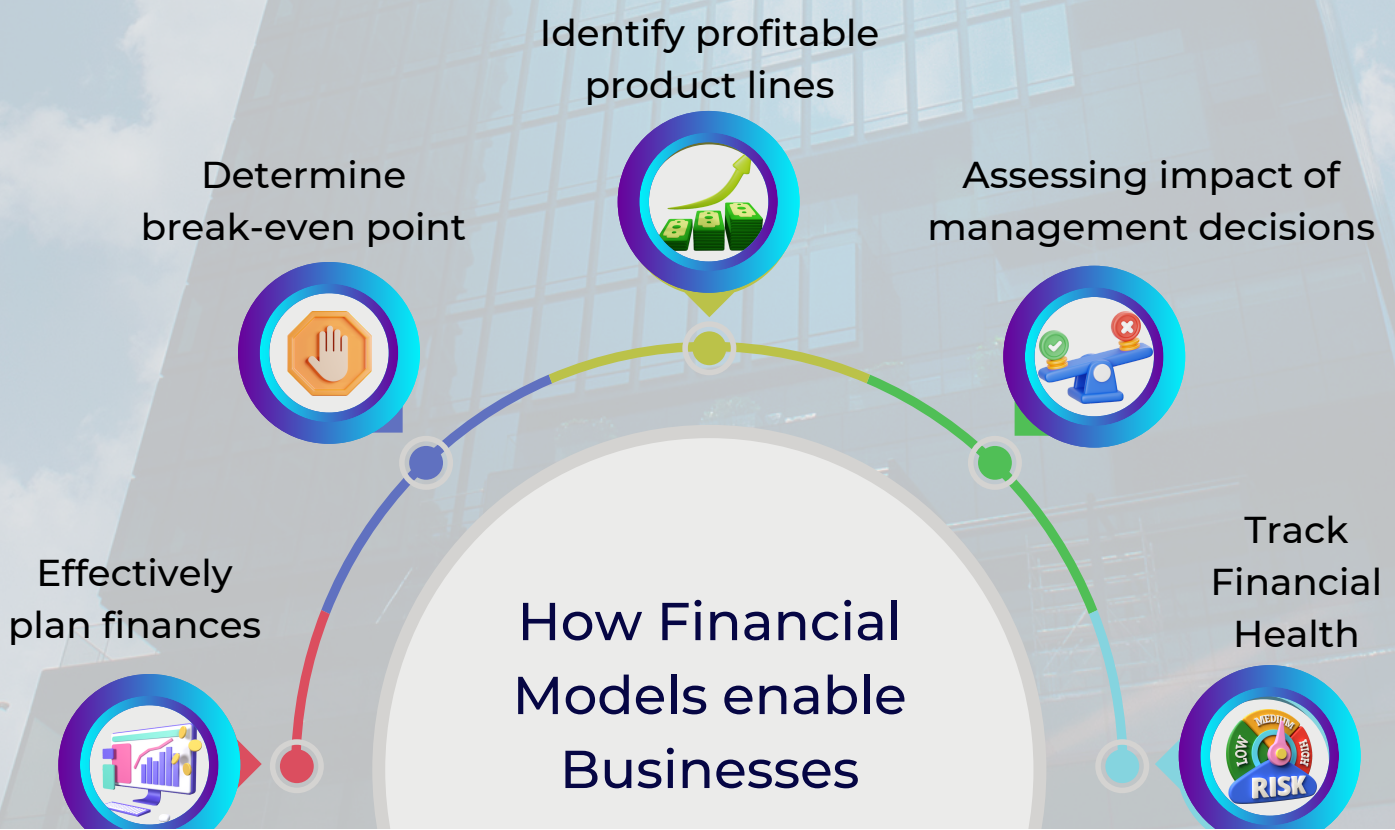 Identify profitable
product lines
Determine
break-even point
Assessing impact of
management decisions
Effectively
plan finances
Track
Financial
Health
How Financial
Models enable
Businesses
LOW
MEDIUM
HIGH
RISK